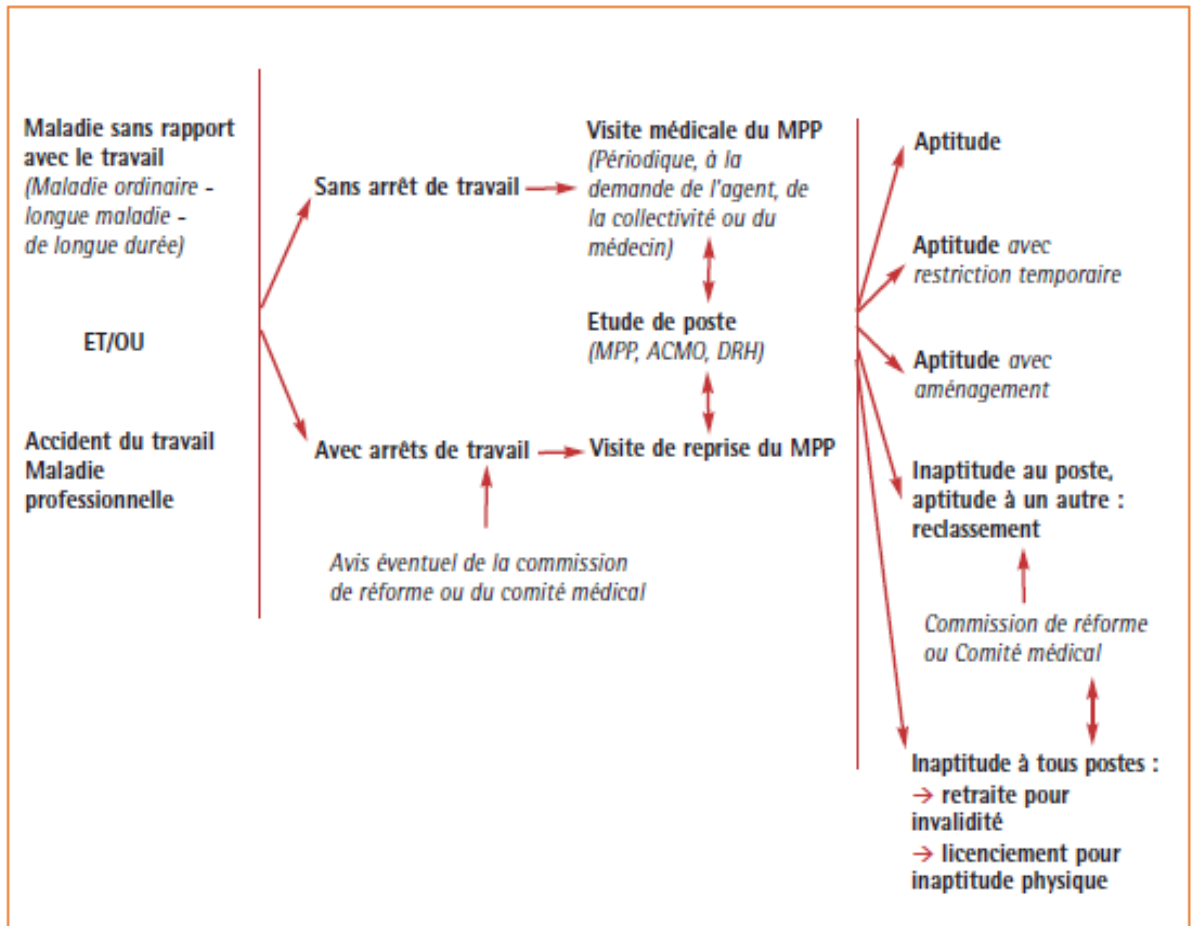 Maladie sans rapport
avec le travail
(Maladie ordinaire -
longue maladie -
de longue durée)
ET/OU
Accident du travail
Maladie
professionnelle
Sans arrêt de travail
Avec arrêts de travail
Avis éventuel de la commission
de réforme ou du comité médical
Visite médicale du MPP
(Périodique, à la
demande de l'agent, de
la collectivité ou du
médecin)
Etude de poste
(MPP, ACMO, DRH)
Visite de reprise du MPP
Aptitude
Aptitude avec
restriction temporaire
Aptitude avec
aménagement
Inaptitude au poste,
aptitude à un autre :
reclassement
Commission de réforme
ou Comité médical
Inaptitude à tous postes :
→ retraite pour
invalidité
→ licenciement pour
inaptitude physique